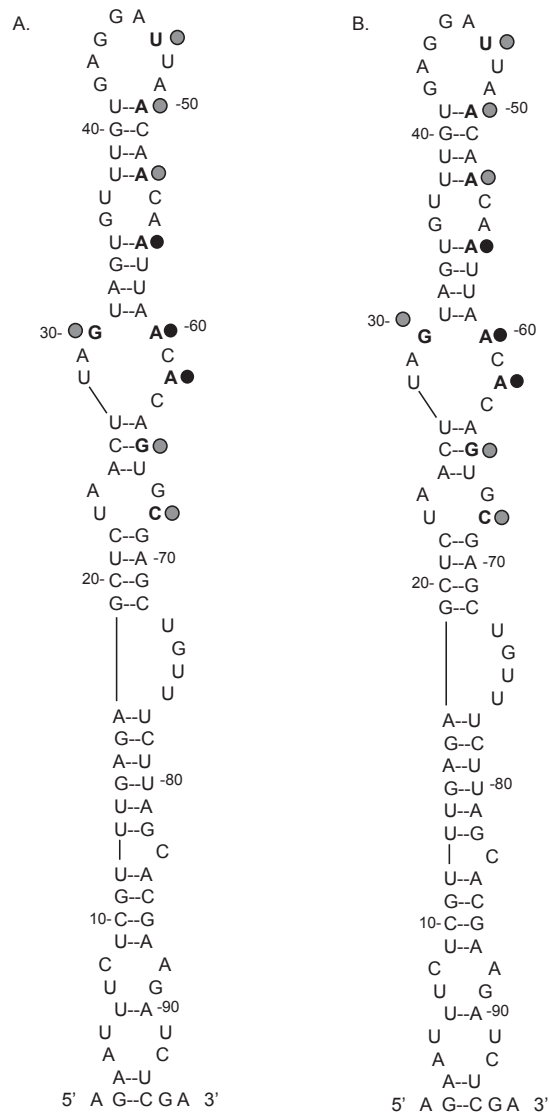 A.
G A
G U
A U
G A
U--A -50
40- G--C
U--A
U--A
U C
G A
U--A
G--U
A--U
U--A
30- G A -60
A C
U A
C
U--A
C--G
A--U
A G
U C
C--G
U--A -70
20- C--G
G--C
U
G
U
U
A--U
G--C
A--U
G--U -80
U--A
U--G
C
U--A
G--C
10- C--G
U--A
C A
U G
U--A -90
U U
A C
A--U
5' A G--C G A 3'
B.
G A
G U
A U
G A
U--A -50
40- G--C
U--A
U--A
U C
G A
U--A
G--U
A--U
U--A
30- G A -60
A C
U A
C
U--A
C--G
A--U
A G
U C
C--G
U--A -70
20- C--G
G--C
U
G
U
U
A--U
G--C
A--U
G--U -80
U--A
U--G
C
U--A
G--C
10- C--G
U--A
C A
U G
U--A -90
U U
A C
A--U
5' A G--C G A 3'